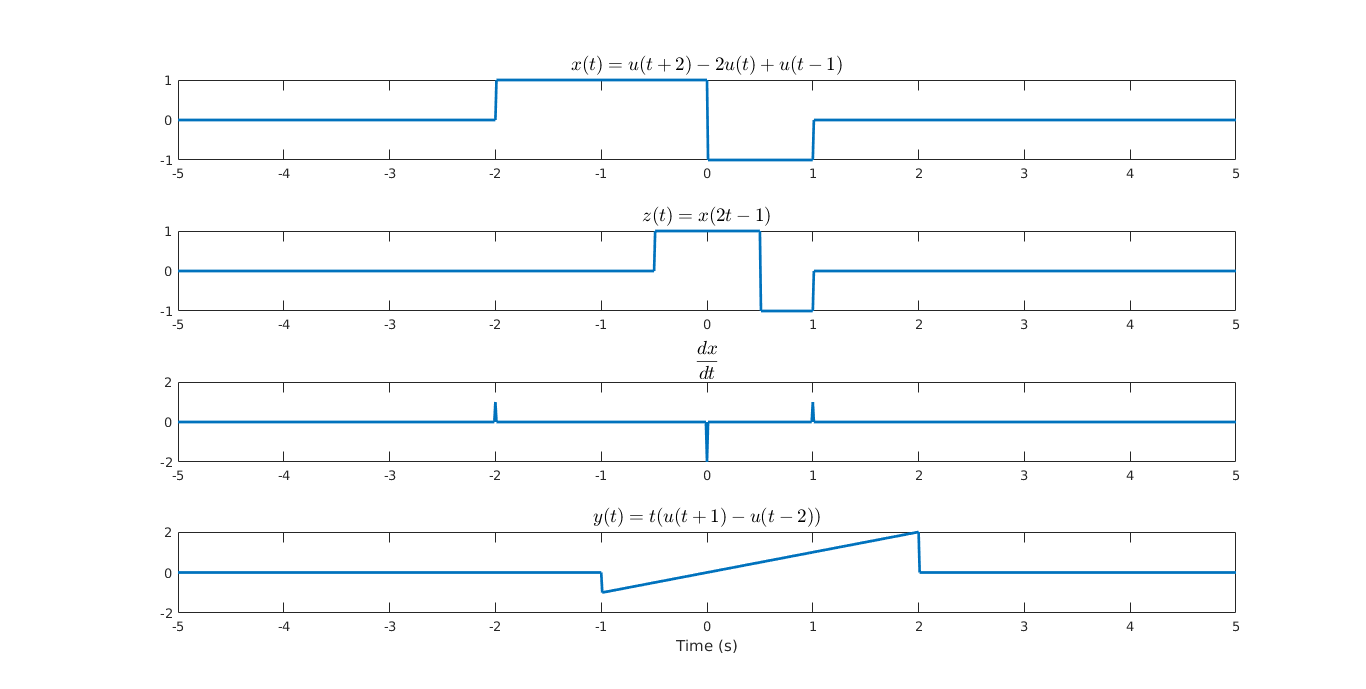 x(t) = u(t + 2) − 2u(t) + u(t − 1)
1
0
-1
-5 -4 -3 -2 -1 0 1 2 3 4 5
z(t) = x(2t − 1)
1
0
-1
-5 -4 -3 -2 -1 0 1 2 3 4 5
dx
dt
2
0
-2
-5 -4 -3 -2 -1 0 1 2 3 4 5
y(t) = t(u(t + 1) − u(t − 2))
2
0
-2
-5 -4 -3 -2 -1 0 1 2 3 4 5
Time (s)